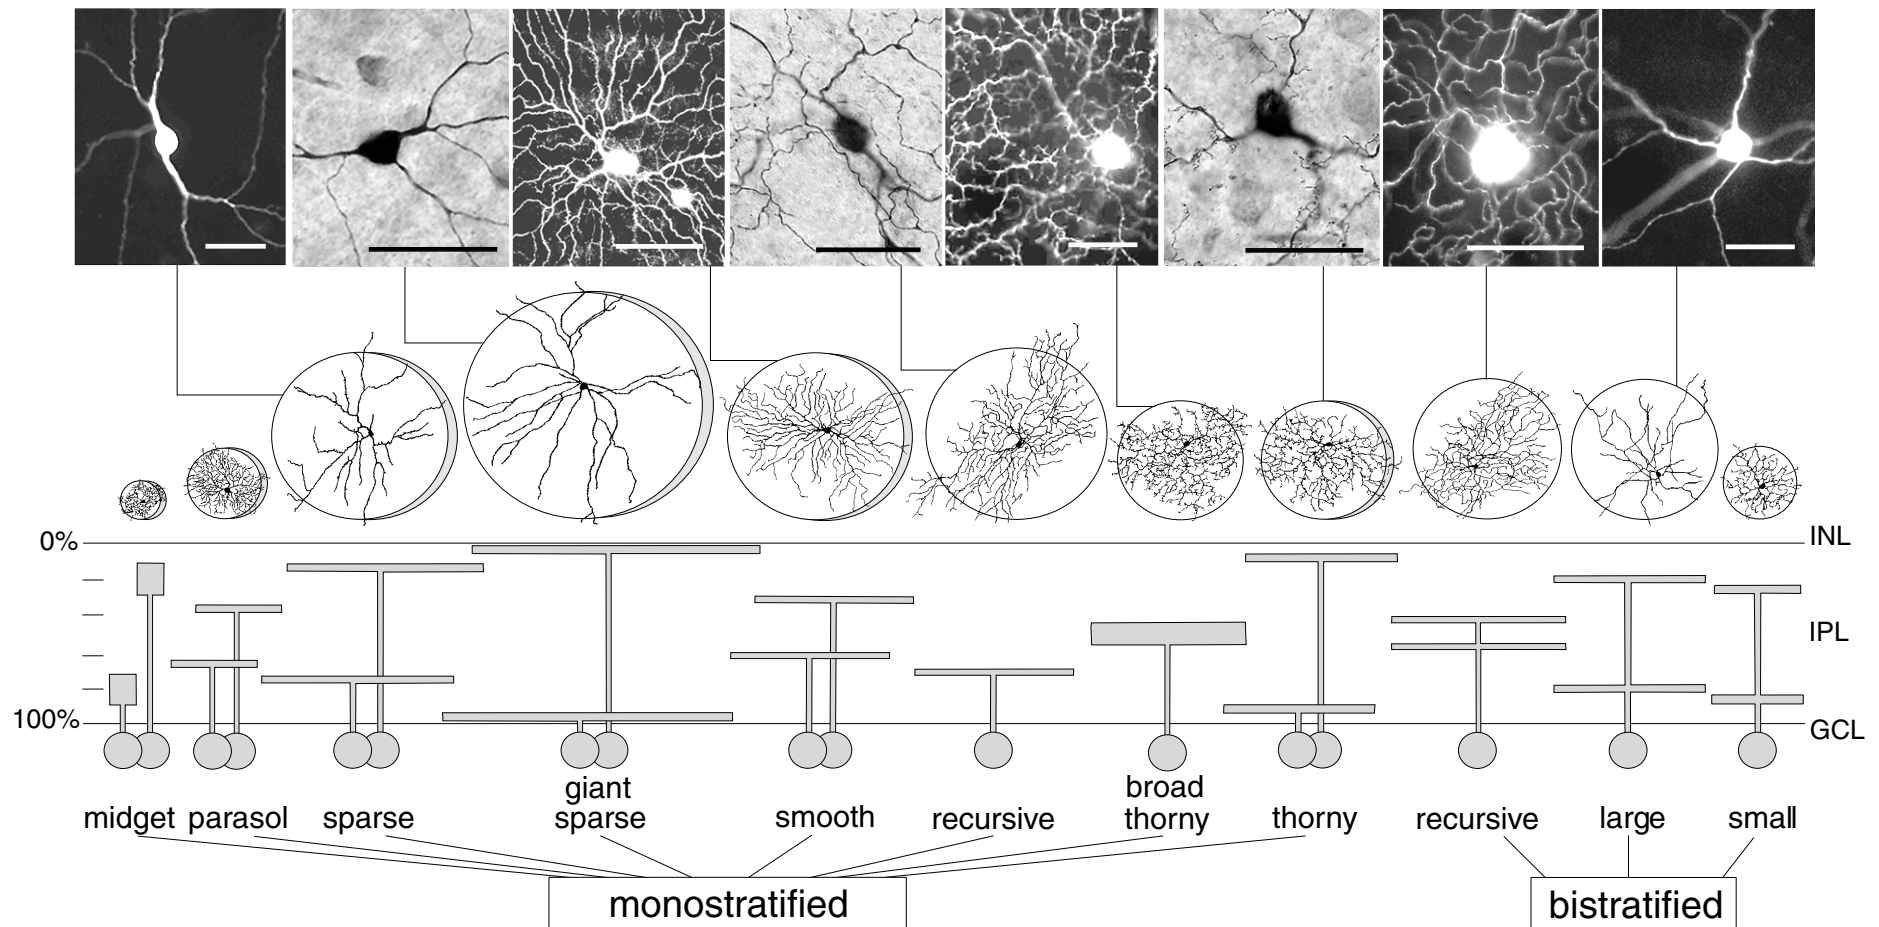 0%
INL
IPL
100%
GCL
giant
broad
midget parasol sparse sparse smooth recursive thorny thorny recursive large small
monostratified
bistratified